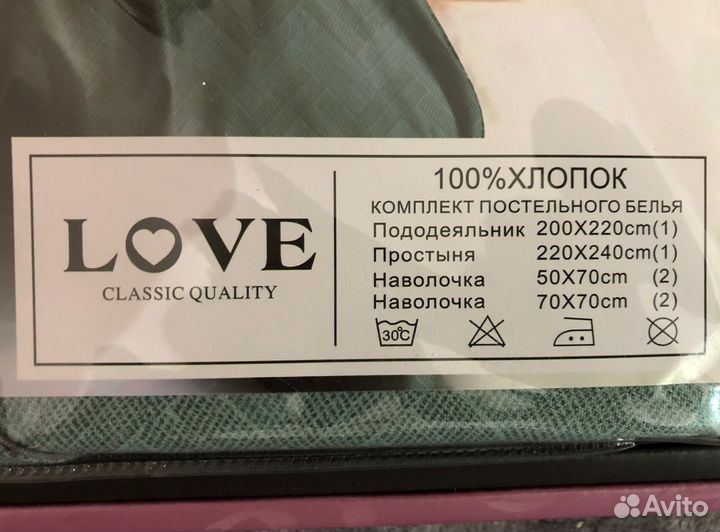 LOVE
CLASSIC QUALITY
100%ХЛОПОК
КОМПЛЕКТ ПОСТЕЛЬНОГО БЕЛЬЯ
Пододеяльник 200X220cm(1)
Простыня 220X240cm(1)
Наволочка 50X70cm (2)
Наволочка 70X70cm (2)
30°C
Avito